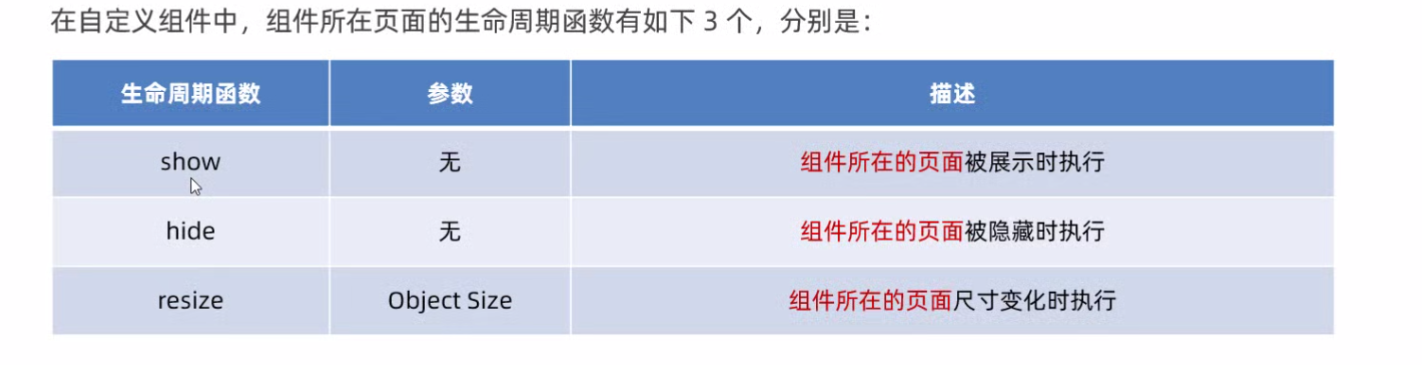 在自定义组件中，组件所在页面的生命周期函数有如下 3 个，分别是：
生命周期函数 参数 描述
show 无 组件所在的页面被展示时执行
hide 无 组件所在的页面被隐藏时执行
resize Object Size 组件所在的页面尺寸变化时执行